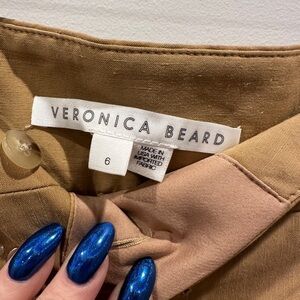 VERONICA BEARD
6
MADE IN
USA WITH
IMPORTED
FABRIC